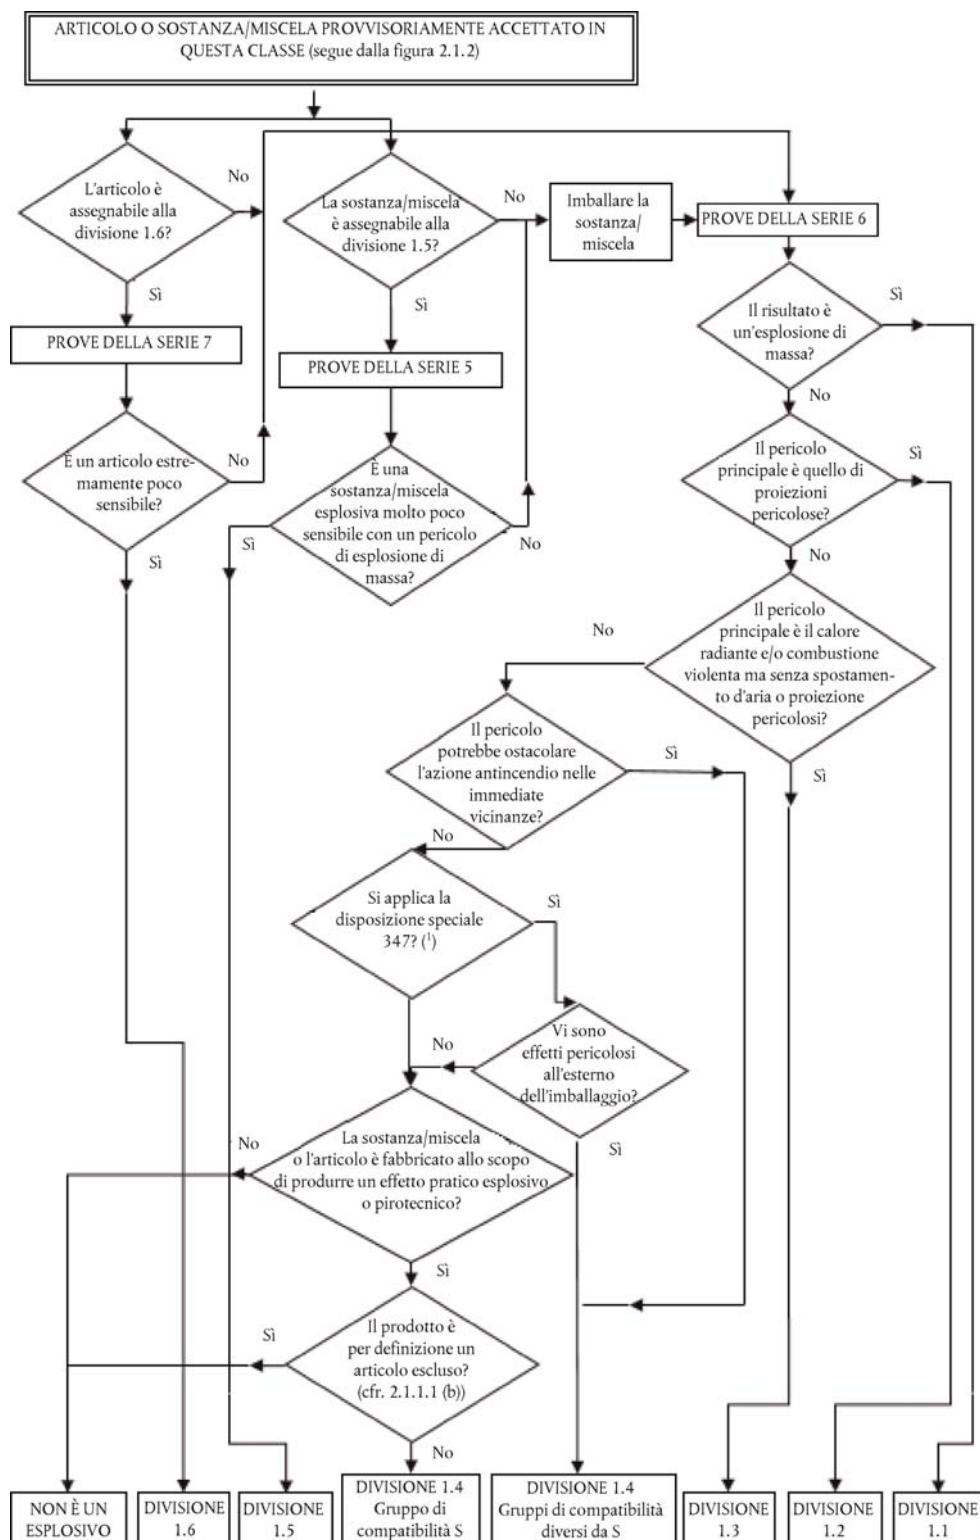 ARTICOLO O SOSTANZA/MISCELA PROVVISORIAMENTE ACCETTATO IN
QUESTA CLASSE (segue dalla figura 2.1.2)
L'articolo è
assegnabile alla
divisione 1.6?
No
Sì
La sostanza/miscela
è assegnabile alla
divisione 1.5?
No
Sì
Imballare la
sostanza/
miscela
PROVE DELLA SERIE 6
Il risultato è
un'esplosione di
massa?
Sì
No
PROVE DELLA SERIE 7
PROVE DELLA SERIE 5
È un articolo estre-
mamente poco
sensibile?
No
Sì
È una
sostanza/miscela
esplosiva molto poco
sensibile con un pericolo
di esplosione di
massa?
Sì
No
Il pericolo
principale è quello di
proiezioni
pericolose?
Sì
No
Il pericolo
principale è il calore
radiante e/o combustione
violenta ma senza spostamen-
to d'aria o proiezione
pericolosi?
No
Sì
Il pericolo
potrebbe ostacolare
l'azione antincendio nelle
immediate
vicinanze?
Sì
No
Si applica la
disposizione speciale
347? (¹)
Sì
Vi sono
effetti pericolosi
all'esterno
dell'imballaggio?
No
Sì
La sostanza/miscela
o l'articolo è fabbricato allo scopo
di produrre un effetto pratico esplosivo
o pirotecnico?
No
Sì
Il prodotto è
per definizione un
articolo escluso?
(cfr. 2.1.1.1 (b))
Sì
No
NON È UN
ESPLOSIVO
DIVISIONE
1.6
DIVISIONE
1.5
DIVISIONE 1.4
Gruppo di
compatibilità S
DIVISIONE 1.4
Gruppi di compatibilità
diversi da S
DIVISIONE
1.3
DIVISIONE
1.2
DIVISIONE
1.1